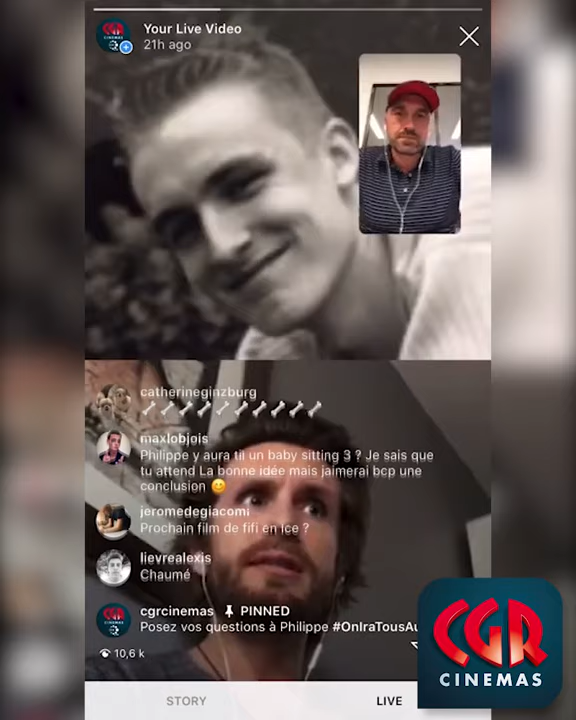 CGR
CINEMAS
Your Live Video
21h ago
catherineginzburg
maxlobjois
Philippe y aura til un baby sitting 3 ? Je sais que
tu attend La bonne idée mais jaimerai bcp une
conclusion 😊
jeromedegiacomi
Prochain film de fifi en ice ?
lievrealexis
Chaumé
cgrcinemas 📌 PINNED
Posez vos questions à Philippe #OnIraTousAu
10,6 k
STORY
LIVE
CGR
CINEMAS